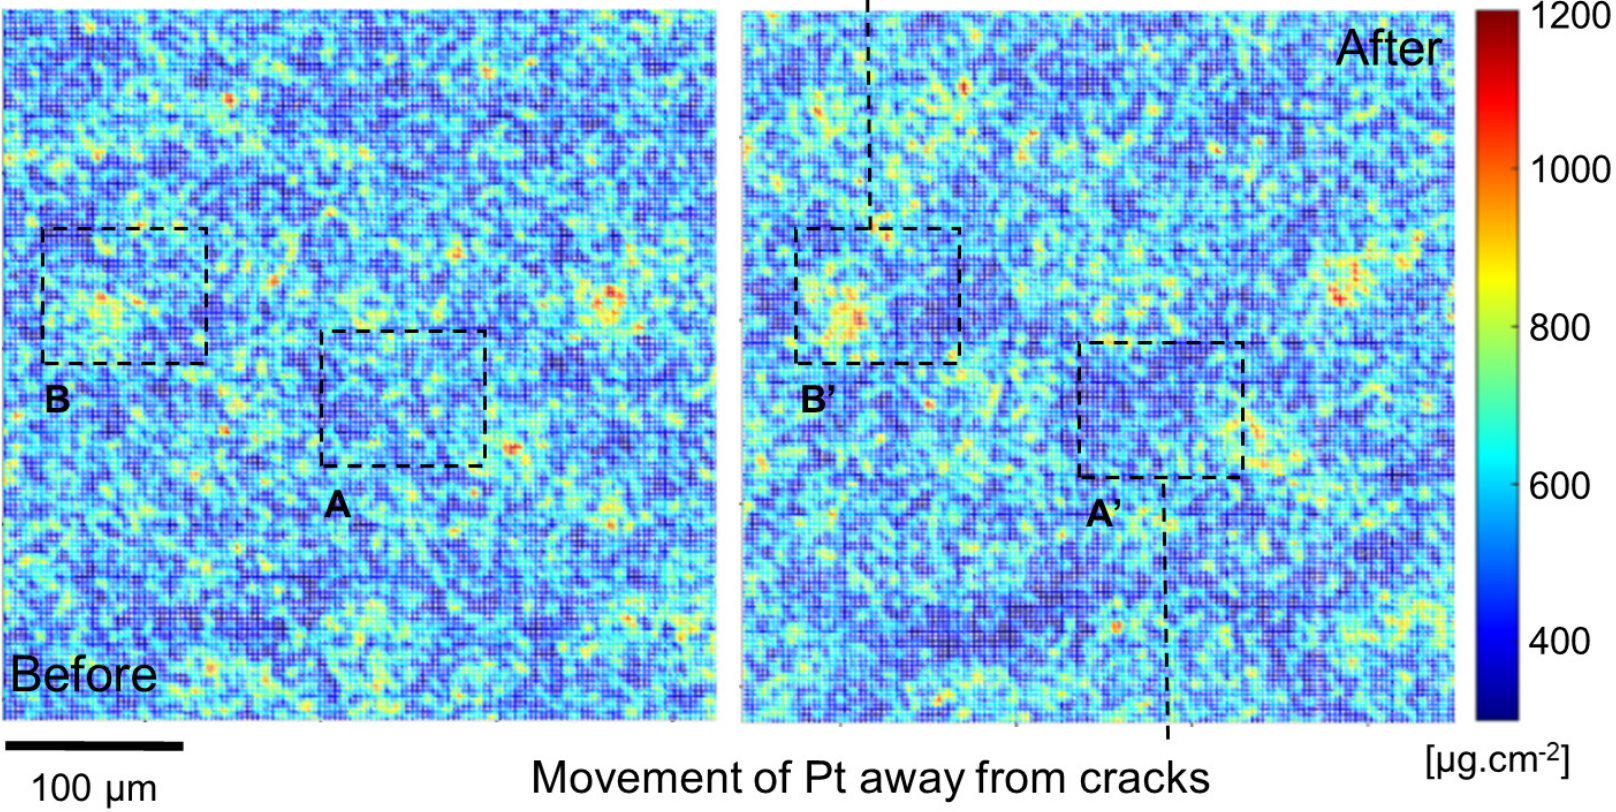 After
1200
1000
800
600
400
[µg.cm-2]
B
A
B’
A’
Before
100 µm
Movement of Pt away from cracks